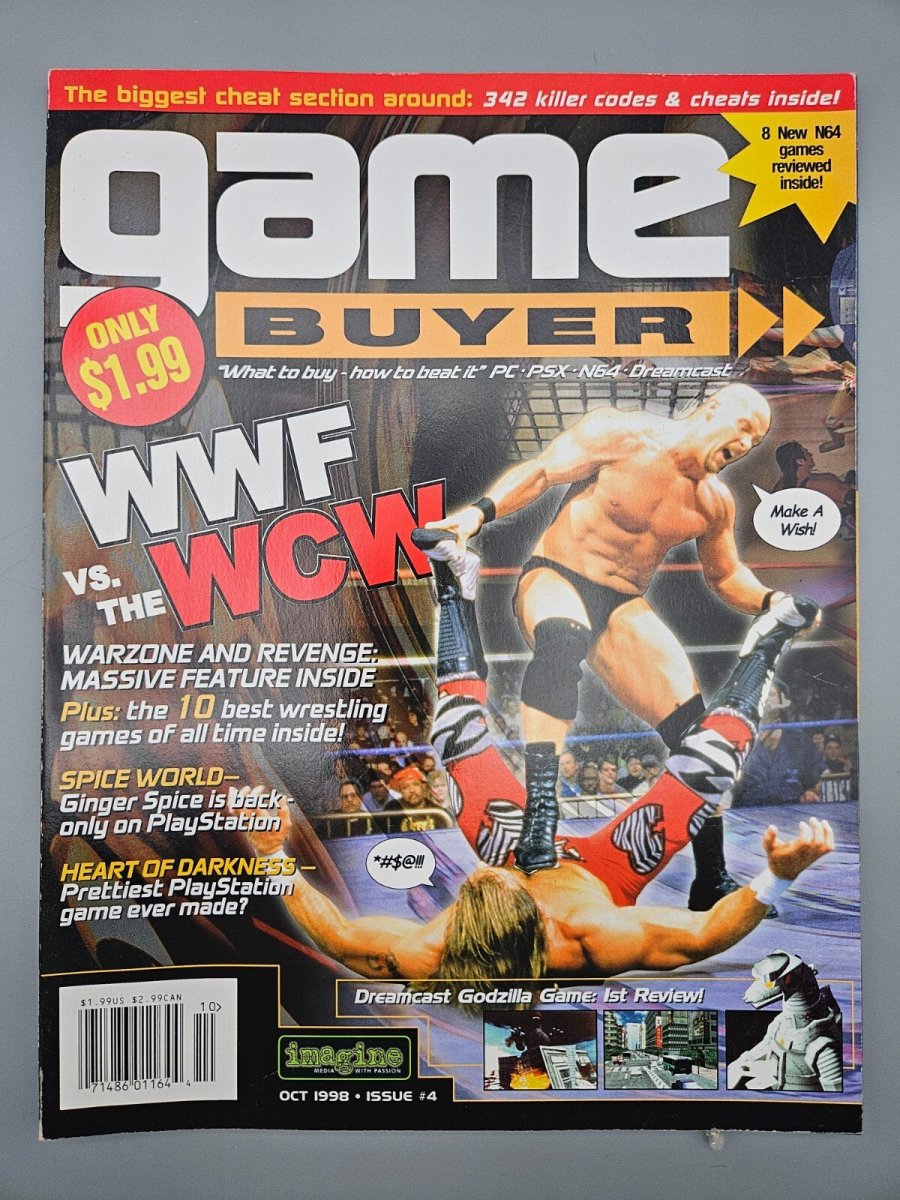 The biggest cheat section around: 342 killer codes & cheats inside!
game
8 New N64
games
reviewed
inside!
BUYER
ONLY
$1.99
"What to buy - how to beat it" PC · PSX · N64 · Dreamcast
WWF
VS.
THE WCW
Make A
Wish!
WARZONE AND REVENGE:
MASSIVE FEATURE INSIDE
Plus: the 10 best wrestling
games of all time inside!
SPICE WORLD–
Ginger Spice is back -
only on PlayStation
*#$@!!!
HEART OF DARKNESS –
Prettiest PlayStation
game ever made?
$1.99US $2.99CAN
10>
71486 01164 4
Dreamcast Godzilla Game: 1st Review!
imagine
MEDIA WITH PASSION
OCT 1998 • ISSUE #4